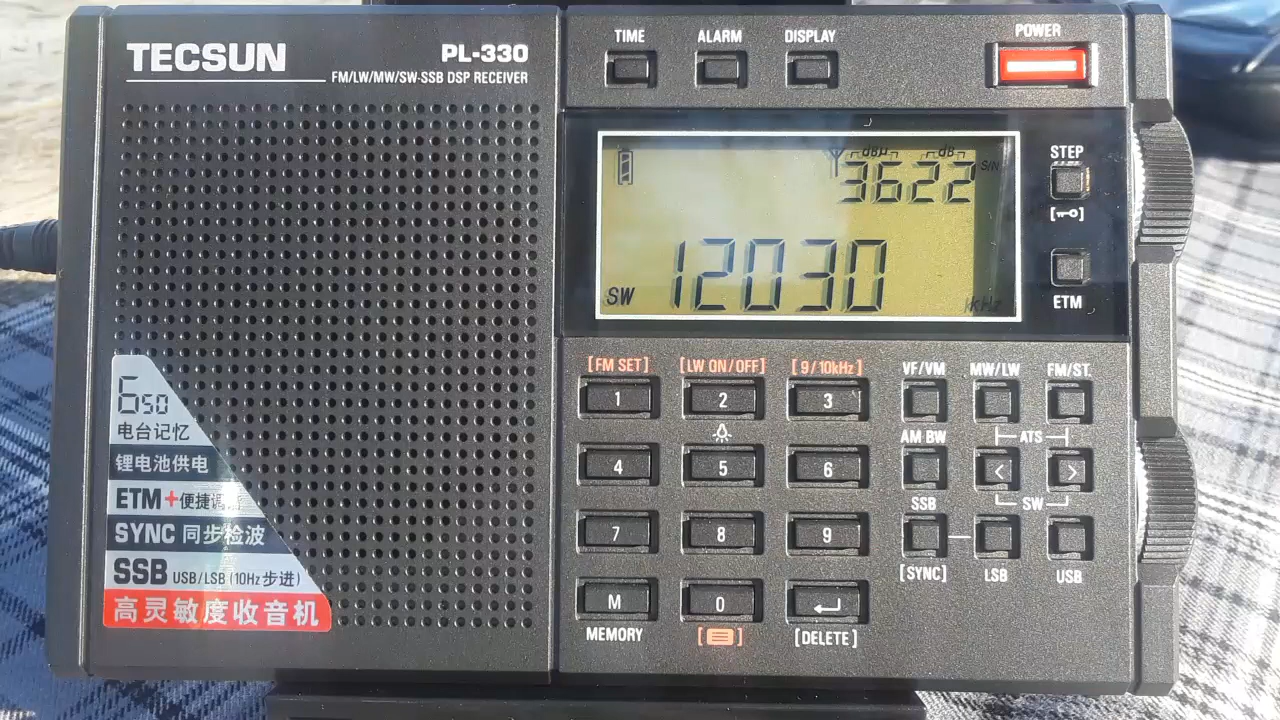 TECSUN
PL-330
FM/LW/MW/SW-SSB DSP RECEIVER
TIME ALARM DISPLAY
POWER
dBμ dB
3622 S/N
SW 12030 kHz
STEP
ETM
650
电台记忆
锂电池供电
ETM+便捷调
SYNC 同步检波
SSB USB/LSB (10Hz步进)
高灵敏度收音机
[FM SET] [LW ON/OFF] [9/10kHz]
1 2 3
4 5 6
7 8 9
M 0
MEMORY
[DELETE]
VF/VM MW/LW FM/ST.
AM BW ATS
< >
SSB SW
[SYNC] LSB USB